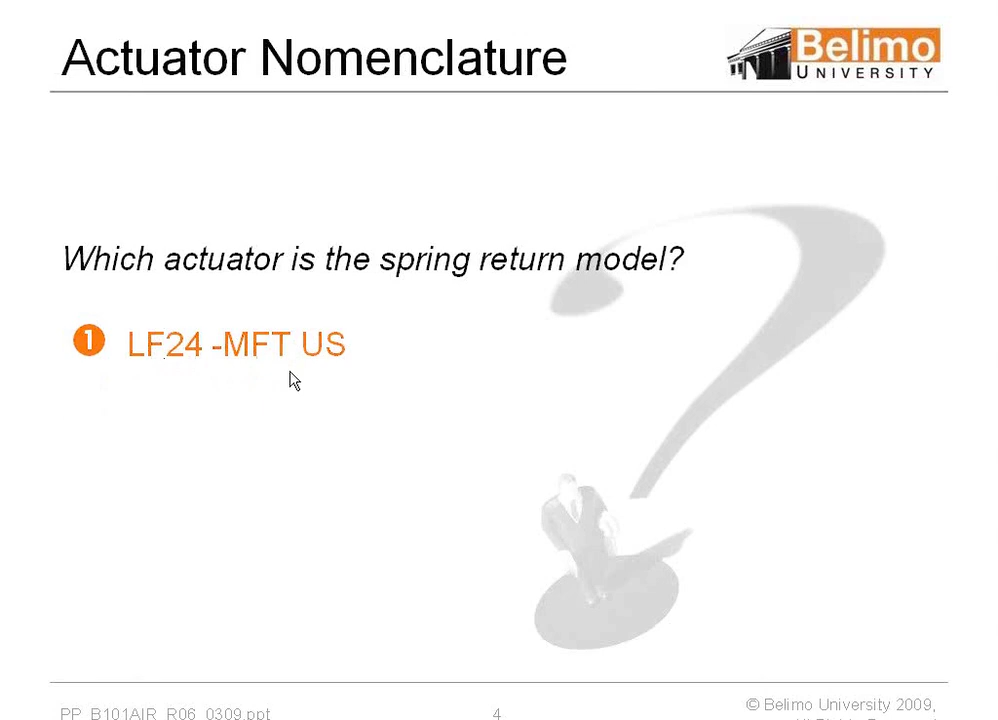 Actuator Nomenclature
Belimo
UNIVERSITY
Which actuator is the spring return model?
1 LF24 -MFT US
PP_B101AIR_R06_0309.ppt
4
© Belimo University 2009,